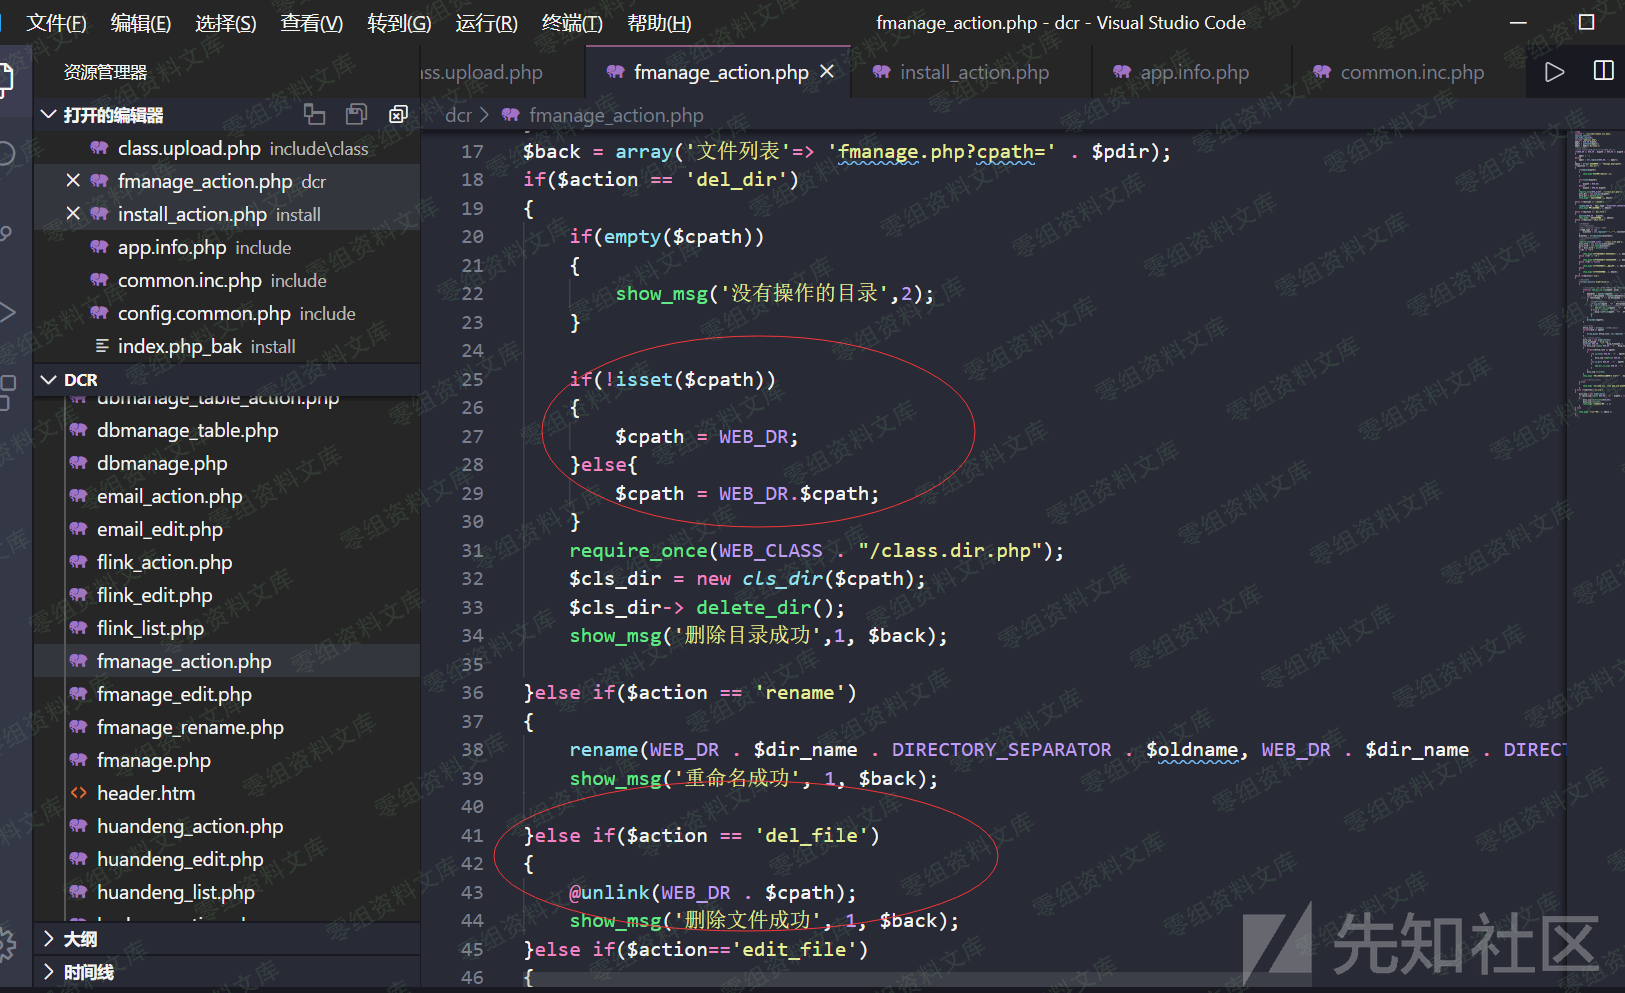 文件(F) 编辑(E) 选择(S) 查看(V) 转到(G) 运行(R) 终端(T) 帮助(H) fmanage_action.php - dcr - Visual Studio Code
资源管理器
ss.upload.php fmanage_action.php install_action.php app.info.php common.inc.php
打开的编辑器
dcr > fmanage_action.php
class.upload.php include\class
fmanage_action.php dcr
install_action.php install
app.info.php include
common.inc.php include
config.common.php include
index.php_bak install
DCR
dbmanage_table_action.php
dbmanage_table.php
dbmanage.php
email_action.php
email_edit.php
flink_action.php
flink_edit.php
flink_list.php
fmanage_action.php
fmanage_edit.php
fmanage_rename.php
fmanage.php
header.htm
huandeng_action.php
huandeng_edit.php
huandeng_list.php
大纲
时间线
17 $back = array('文件列表'=> 'fmanage.php?cpath=' . $pdir);
18 if($action == 'del_dir')
19 {
20 if(empty($cpath))
21 {
22 show_msg('没有操作的目录',2);
23 }
24
25 if(!isset($cpath))
26 {
27 $cpath = WEB_DR;
28 }else{
29 $cpath = WEB_DR.$cpath;
30 }
31 require_once(WEB_CLASS . "/class.dir.php");
32 $cls_dir = new cls_dir($cpath);
33 $cls_dir-> delete_dir();
34 show_msg('删除目录成功',1, $back);
35
36 }else if($action == 'rename')
37 {
38 rename(WEB_DR . $dir_name . DIRECTORY_SEPARATOR . $oldname, WEB_DR . $dir_name . DIRECT
39 show_msg('重命名成功', 1, $back);
40
41 }else if($action == 'del_file')
42 {
43 @unlink(WEB_DR . $cpath);
44 show_msg('删除文件成功', 1, $back);
45 }else if($action=='edit_file')
46 {
零组资料文库
先知社区